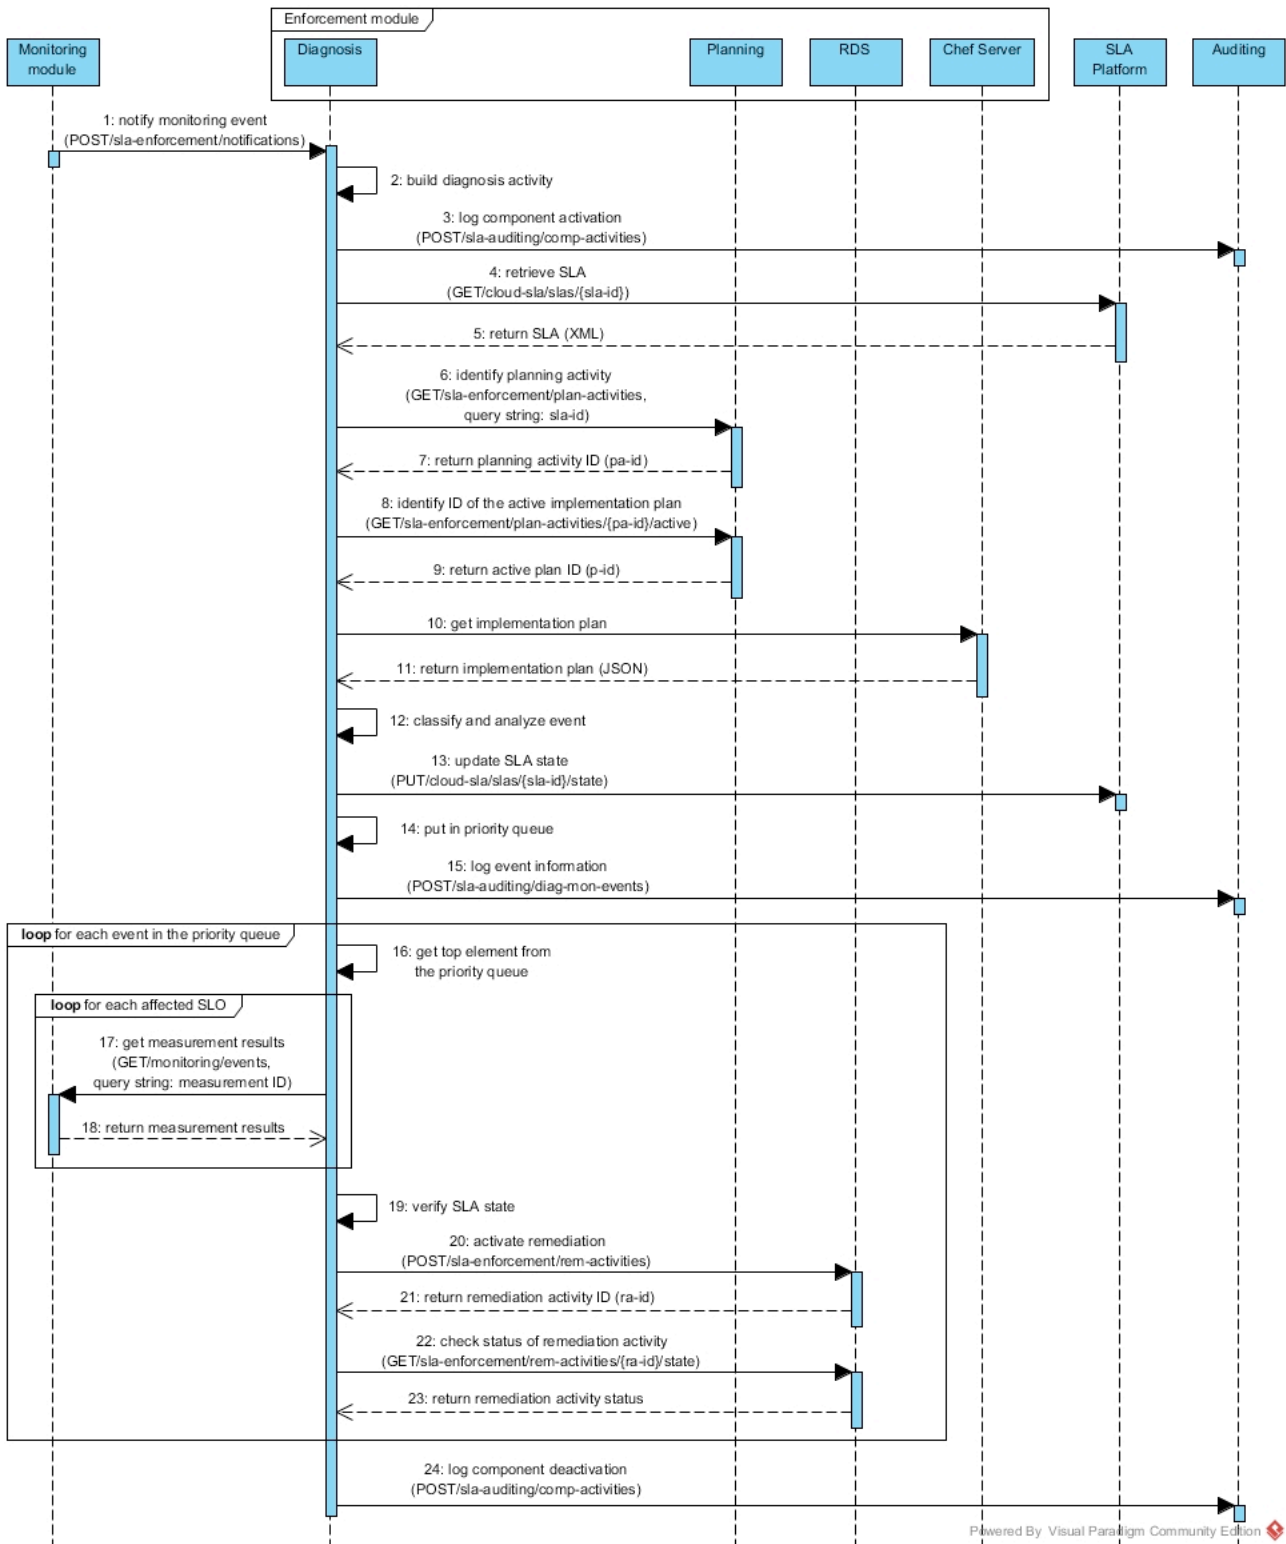 Enforcement module
Monitoring
module
Diagnosis
Planning
RDS
Chef Server
SLA
Platform
Auditing
1: notify monitoring event
(POST/sla-enforcement/notifications)
2: build diagnosis activity
3: log component activation
(POST/sla-auditing/comp-activities)
4: retrieve SLA
(GET/cloud-sla/slas/{sla-id})
5: return SLA (XML)
6: identify planning activity
(GET/sla-enforcement/plan-activities,
query string: sla-id)
7: return planning activity ID (pa-id)
8: identify ID of the active implementation plan
(GET/sla-enforcement/plan-activities/{pa-id}/active)
9: return active plan ID (p-id)
10: get implementation plan
11: return implementation plan (JSON)
12: classify and analyze event
13: update SLA state
(PUT/cloud-sla/slas/{sla-id}/state)
14: put in priority queue
15: log event information
(POST/sla-auditing/diag-mon-events)
loop for each event in the priority queue
16: get top element from
the priority queue
loop for each affected SLO
17: get measurement results
(GET/monitoring/events,
query string: measurement ID)
18: return measurement results
19: verify SLA state
20: activate remediation
(POST/sla-enforcement/rem-activities)
21: return remediation activity ID (ra-id)
22: check status of remediation activity
(GET/sla-enforcement/rem-activities/{ra-id}/state)
23: return remediation activity status
24: log component deactivation
(POST/sla-auditing/comp-activities)
Powered By Visual Paradigm Community Edition